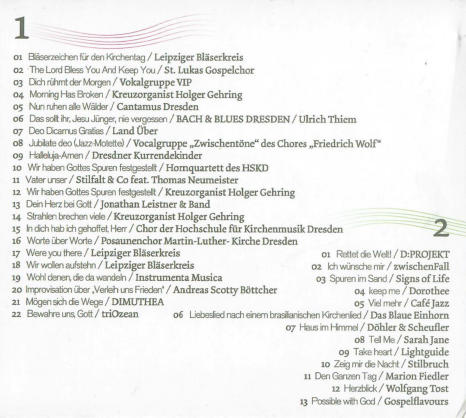 1
01 Bläserzeichen für den Kirchentag / Leipziger Bläserkreis
02 The Lord Bless You And Keep You / St. Lukas Gospelchor
03 Dich rühmt der Morgen / Vokalgruppe VIP
04 Morning Has Broken / Kreuzorganist Holger Gehring
05 Nun ruhen alle Wälder / Cantamus Dresden
06 Das sollt ihr, Jesu Jünger, nie vergessen / BACH & BLUES DRESDEN / Ulrich Thiem
07 Deo Dicamus Gratias / Land Über
08 Jubilate deo (Jazz-Motette) / Vocalgruppe „Zwischentöne“ des Chores „Friedrich Wolf“
09 Halleluja-Amen / Dresdner Kurrendekinder
10 Wir haben Gottes Spuren festgestellt / Hornquartett des HSKD
11 Vater unser / Stilfalt & Co feat. Thomas Neumeister
12 Wir haben Gottes Spuren festgestellt / Kreuzorganist Holger Gehring
13 Dein Herz bei Gott / Jonathan Leistner & Band
14 Strahlen brechen viele / Kreuzorganist Holger Gehring
15 In dich hab ich gehoffet, Herr / Chor der Hochschule für Kirchenmusik Dresden
16 Worte über Worte / Posaunenchor Martin-Luther- Kirche Dresden
17 Were you there / Leipziger Bläserkreis
18 Wir wollen aufstehn / Leipziger Bläserkreis
19 Wohl denen, die da wandeln / Instrumenta Musica
20 Improvisation über „Verleih uns Frieden“ / Andreas Scotty Böttcher
21 Mögen sich die Wege / DIMUTHEA
22 Bewahre uns, Gott / triOzean
2
01 Rettet die Welt! / D:PROJEKT
02 Ich wünsche mir / zwischenFall
03 Spuren im Sand / Signs of Life
04 keep me / Dorothee
05 Viel mehr / Café Jazz
06 Liebeslied nach einem brasilianischen Kirchenlied / Das Blaue Einhorn
07 Haus im Himmel / Döhler & Scheufler
08 Tell Me / Sarah Jane
09 Take heart / Lightguide
10 Zeig mir die Nacht / Stilbruch
11 Den Ganzen Tag / Marion Fiedler
12 Herzblick / Wolfgang Tost
13 Possible with God / Gospelflavours